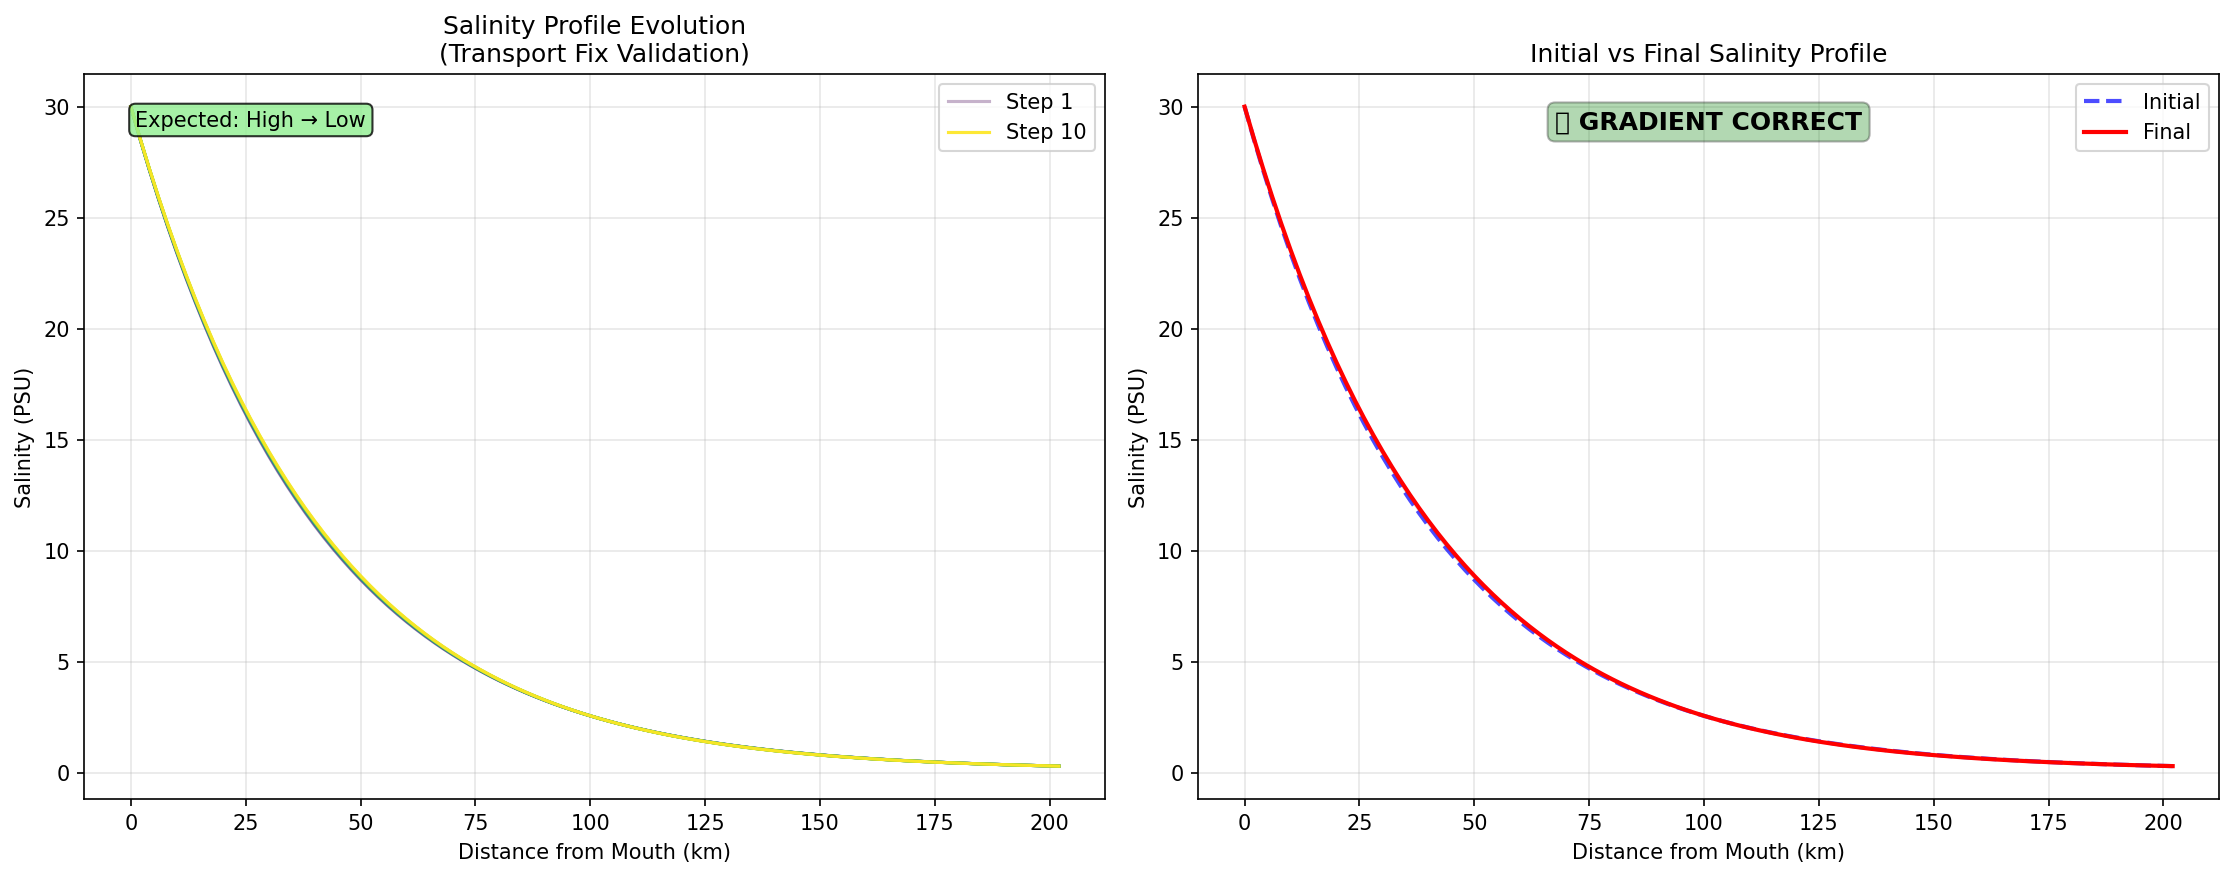 Salinity Profile Evolution
(Transport Fix Validation)
Expected: High → Low
Step 1
Step 10
30
25
20
15
10
5
0
Salinity (PSU)
0 25 50 75 100 125 150 175 200
Distance from Mouth (km)
Initial vs Final Salinity Profile
GRADIENT CORRECT
Initial
Final
30
25
20
15
10
5
0
Salinity (PSU)
0 25 50 75 100 125 150 175 200
Distance from Mouth (km)